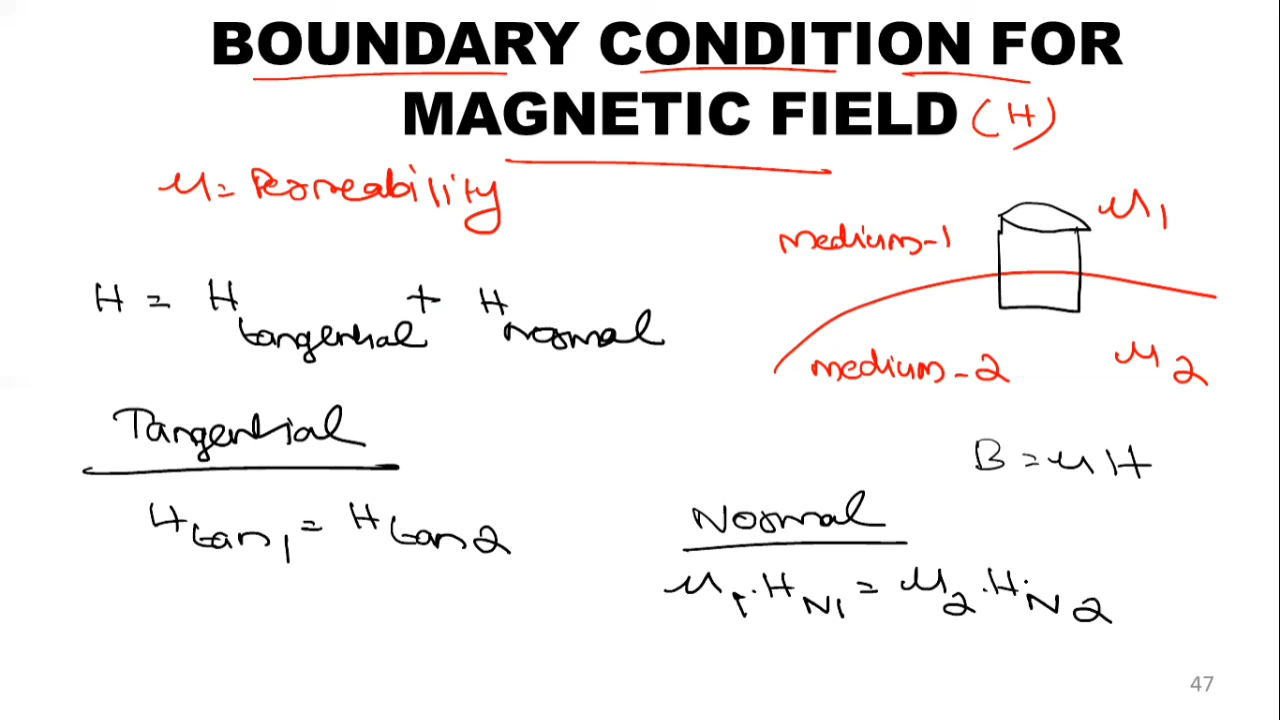 BOUNDARY CONDITION FOR
MAGNETIC FIELD (H)
μ = Permeability
medium-1
μ1
H = H tangential + H normal
medium-2
μ2
Tangential
B = μH
Htan1 = Htan2
Normal
μ1.HN1 = μ2.HN2
47